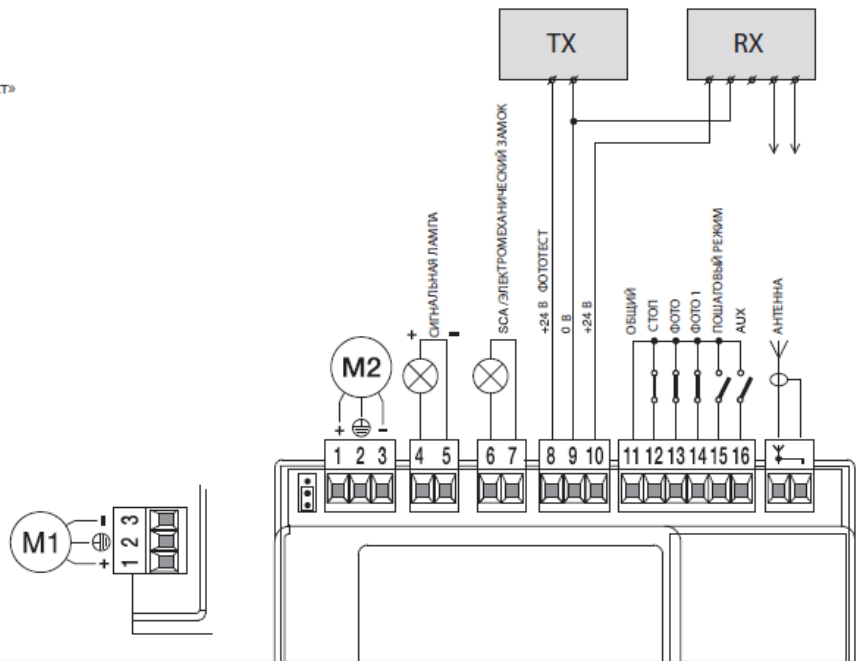 TX
RX
т»
СИГНАЛЬНАЯ ЛАМПА
SCA /ЭЛЕКТРОМЕХАНИЧЕСКИЙ ЗАМОК
+24 В ФОТОТЕСТ
0 В
+24 В
ОБЩИЙ
СТОП
ФОТО
ФОТО 1
ПОШАГОВЫЙ РЕЖИМ
AUX
АНТЕННА
+ -
M2
+ -
1 2 3
4 5
6 7
8 9 10
11 12 13 14 15 16
M1
- 3
2
+ 1